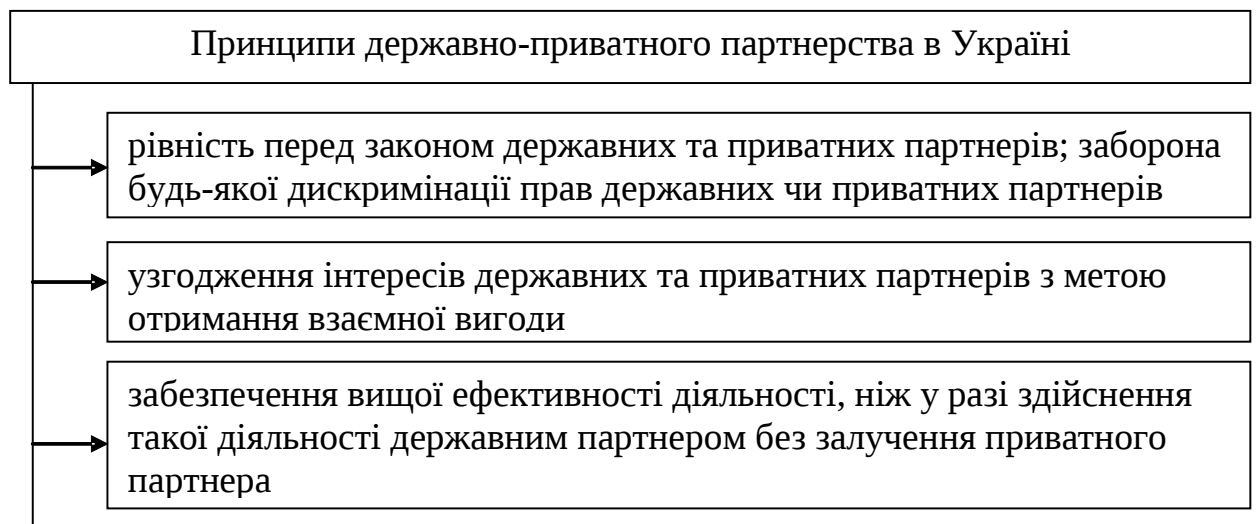 Принципи державно-приватного партнерства в Україні
рівність перед законом державних та приватних партнерів; заборона
будь-якої дискримінації прав державних чи приватних партнерів
узгодження інтересів державних та приватних партнерів з метою
отримання взаємної вигоди
забезпечення вищої ефективності діяльності, ніж у разі здійснення
такої діяльності державним партнером без залучення приватного
партнера